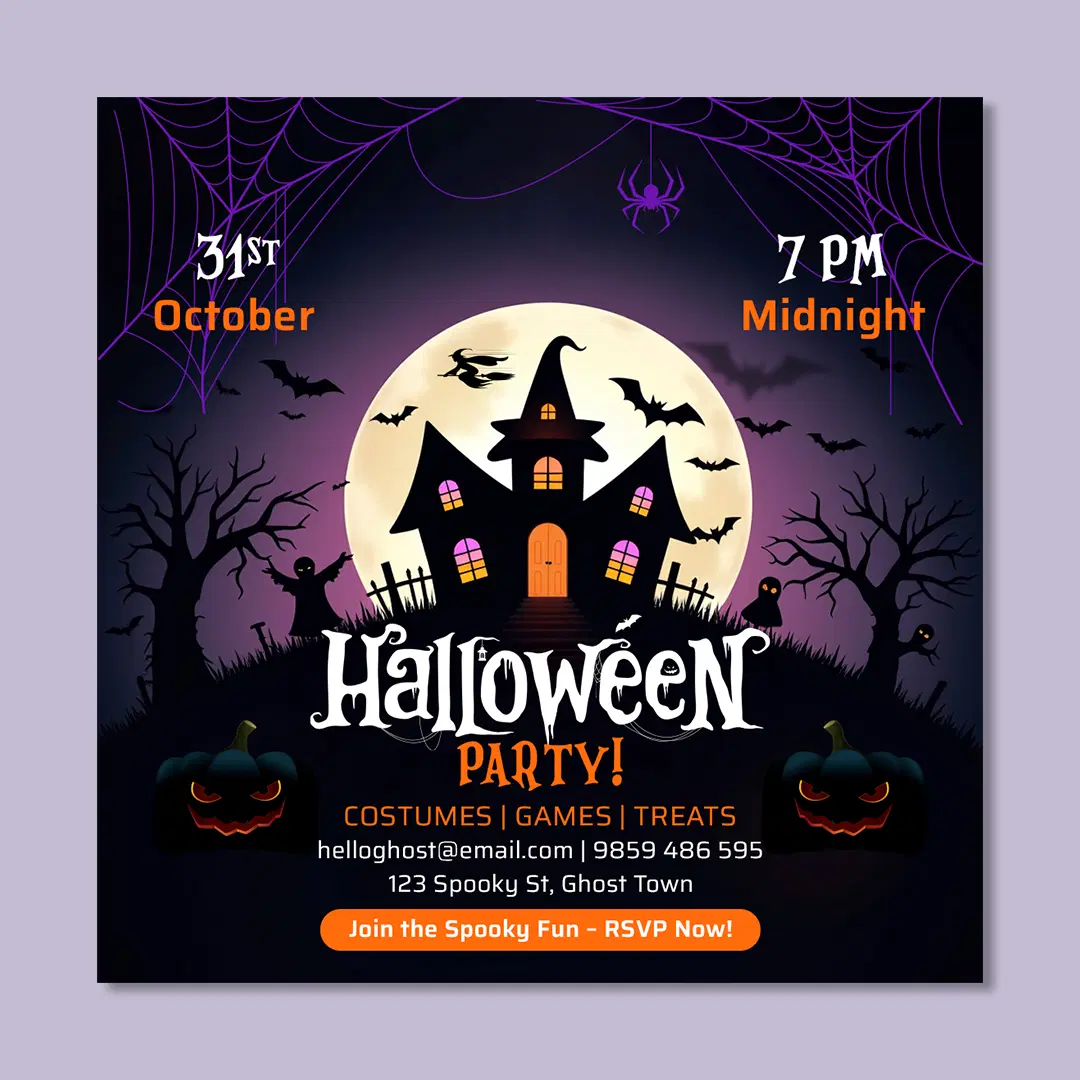 31ST
October
7 PM
Midnight
Halloween
PARTY!
COSTUMES | GAMES | TREATS
helloghost@email.com | 9859 486 595
123 Spooky St, Ghost Town
Join the Spooky Fun – RSVP Now!